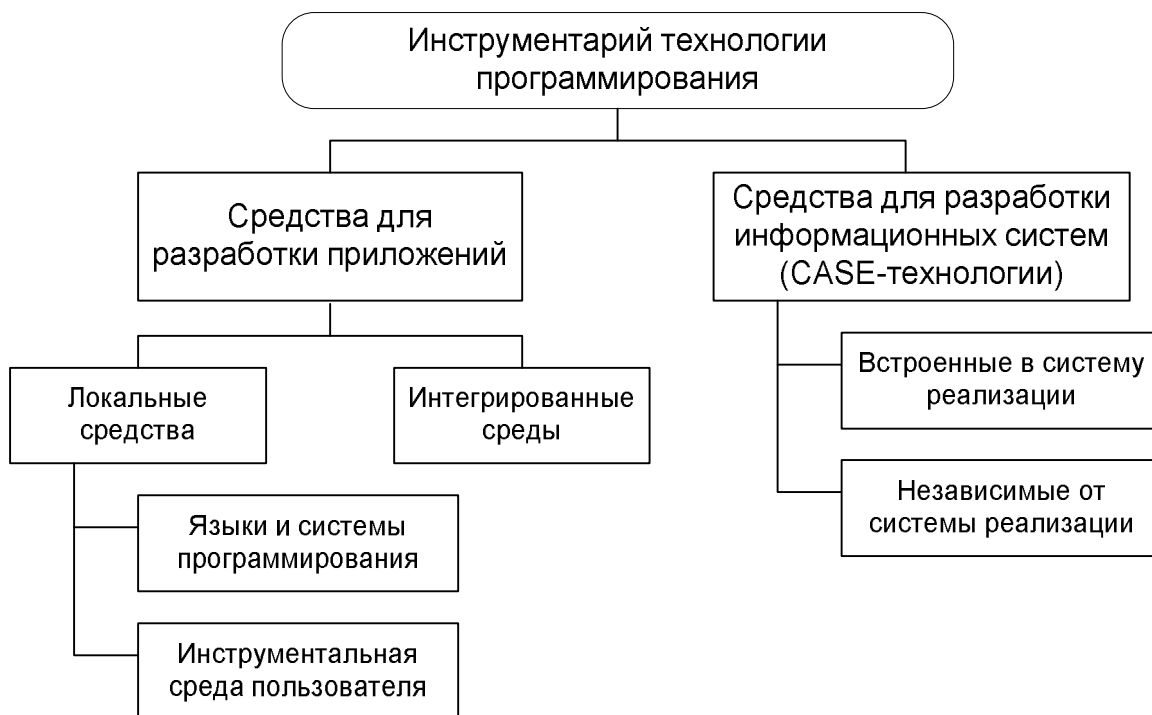 Инструментарий технологии
программирования
Средства для
разработки приложений
Средства для разработки
информационных систем
(CASE-технологии)
Локальные
средства
Интегрированные
среды
Встроенные в систему
реализации
Языки и системы
программирования
Независимые от
системы реализации
Инструментальная
среда пользователя